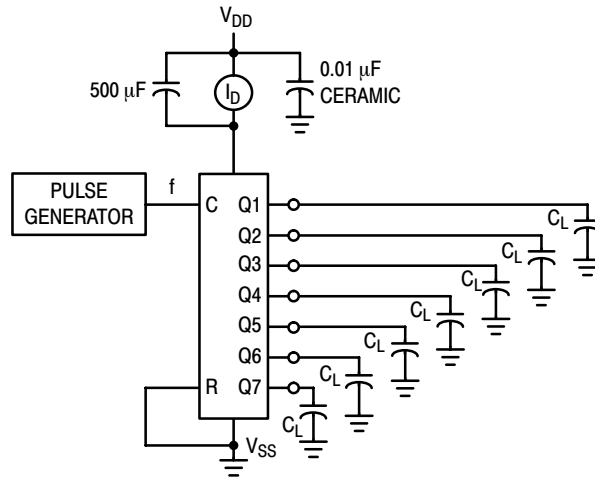 VDD
500 μF
ID
0.01 μF
CERAMIC
PULSE
GENERATOR
f
C
Q1
CL
Q2
CL
Q3
CL
Q4
CL
Q5
CL
Q6
CL
R
Q7
CL
VSS